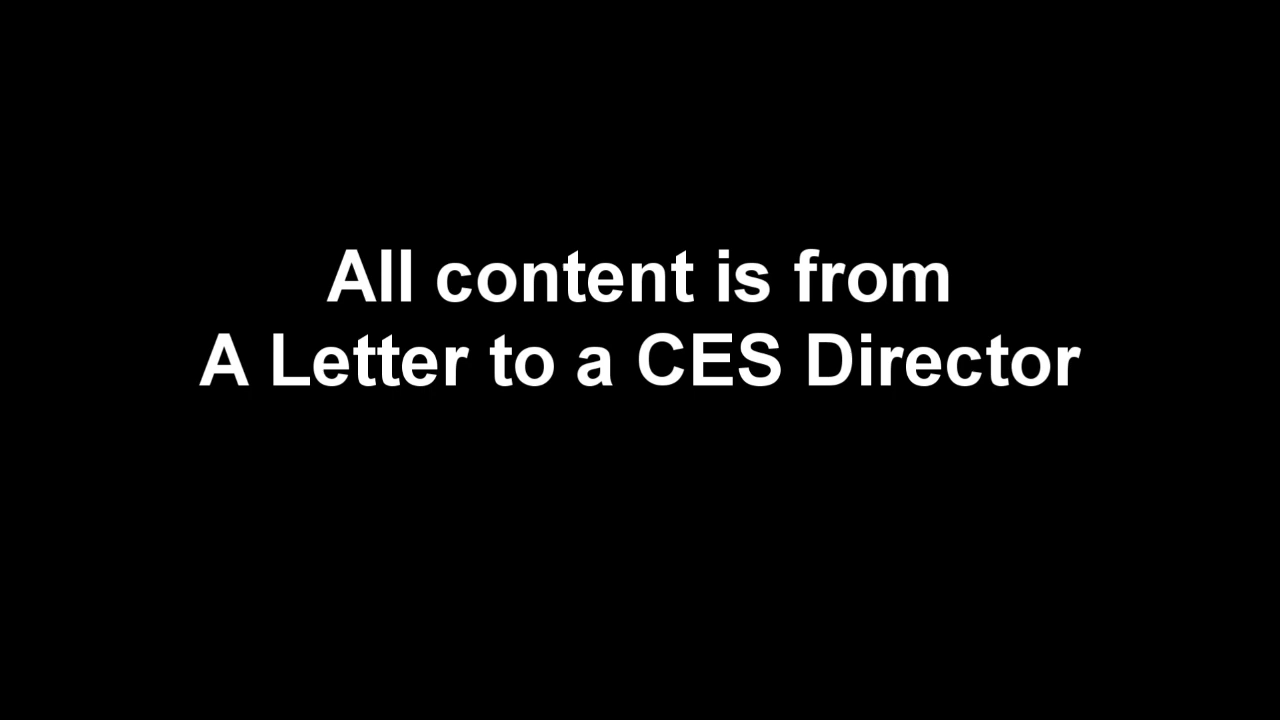 All content is from
A Letter to a CES Director